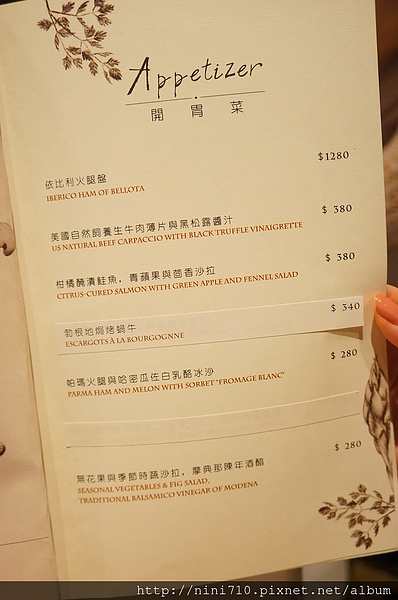 Appetizer
開 胃 菜
$1280
依比利火腿盤
IBERICO HAM OF BELLOTA
$ 380
美國自然飼養生牛肉薄片與黑松露醬汁
US NATURAL BEEF CARPACCIO WITH BLACK TRUFFLE VINAIGRETTE
$ 380
柑橘醃漬鮭魚，青蘋果與茴香沙拉
CITRUS-CURED SALMON WITH GREEN APPLE AND FENNEL SALAD
$ 340
勃根地焗烤蝸牛
ESCARGOTS À LA BOURGOGNNE
$ 280
帕瑪火腿與哈密瓜佐白乳酪冰沙
PARMA HAM AND MELON WITH SORBET "FROMAGE BLANC"
$ 280
無花果與季節時蔬沙拉，摩典那陳年酒醋
SEASONAL VEGETABLES & FIG SALAD,
TRADITIONAL BALSAMICO VINEGAR OF MODENA
http://nini710.pixnet.net/album